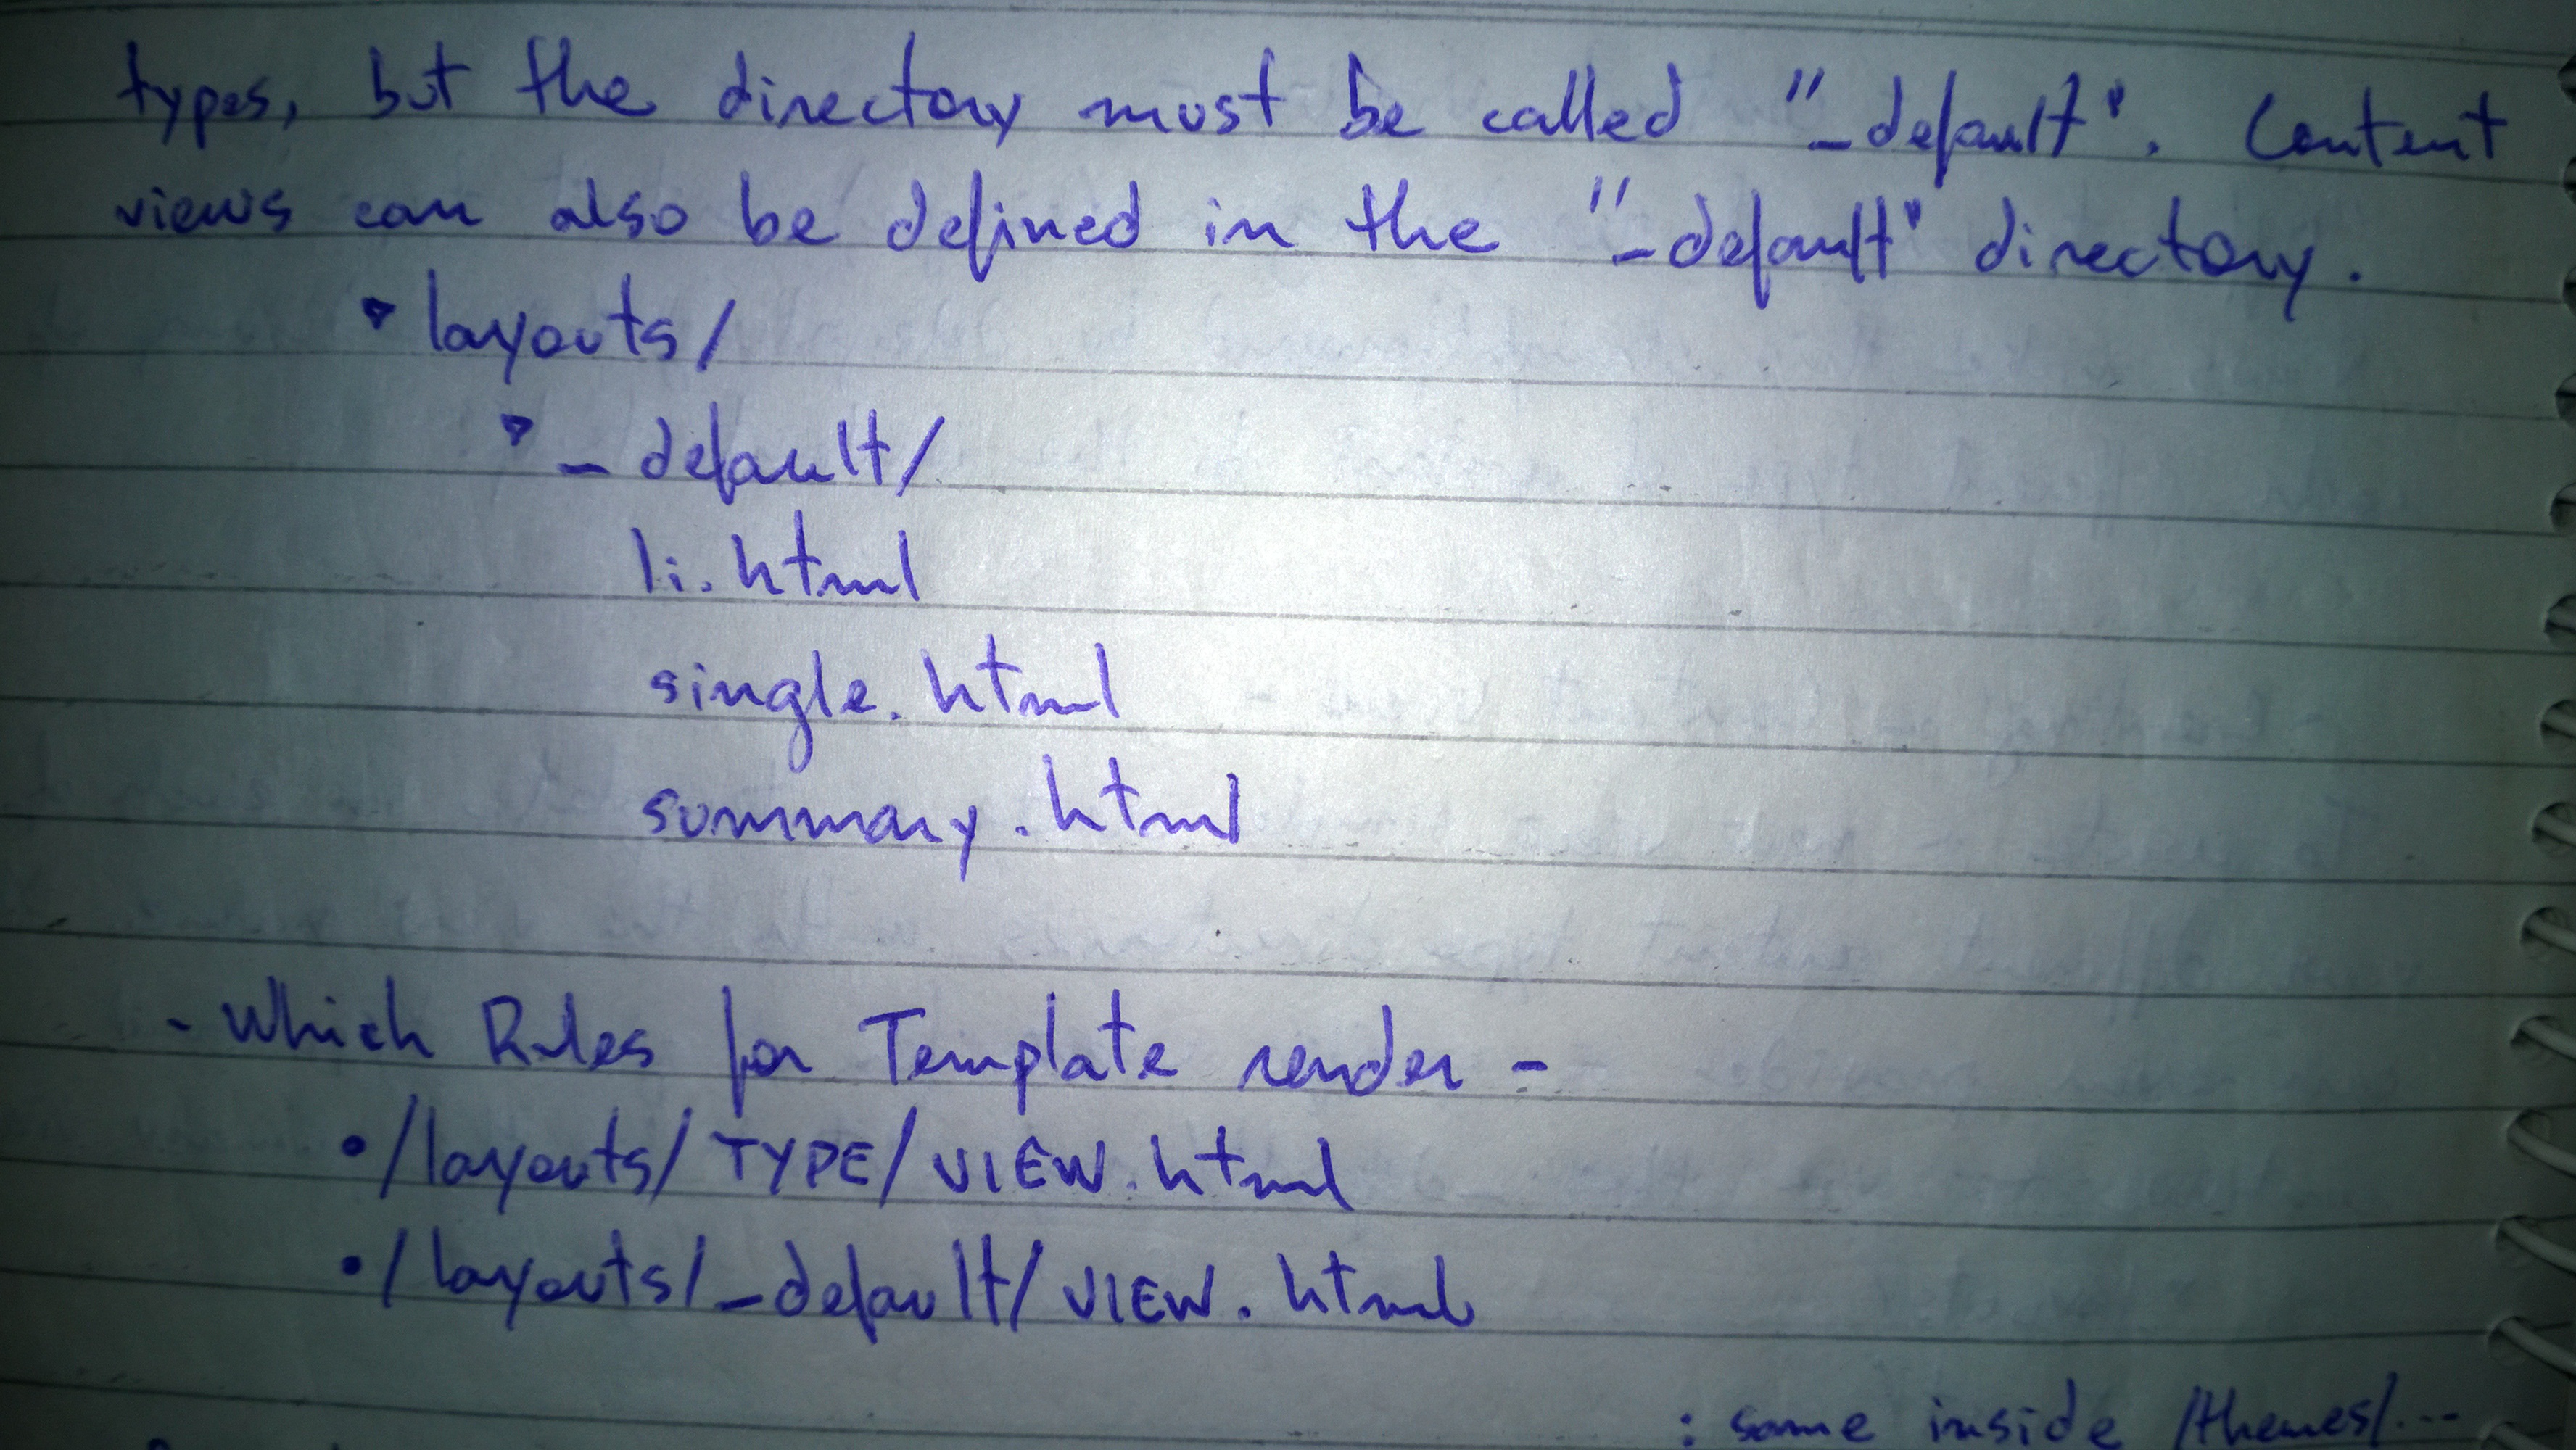 types, but the directory must be called "_default". Content
views can also be defined in the "_default" directory.
▾ layouts/
▾ _default/
li.html
single.html
summary.html
- Which Rules for Template render -
• /layouts/TYPE/VIEW.html
• /layouts/_default/VIEW.html
: same inside /themes/...